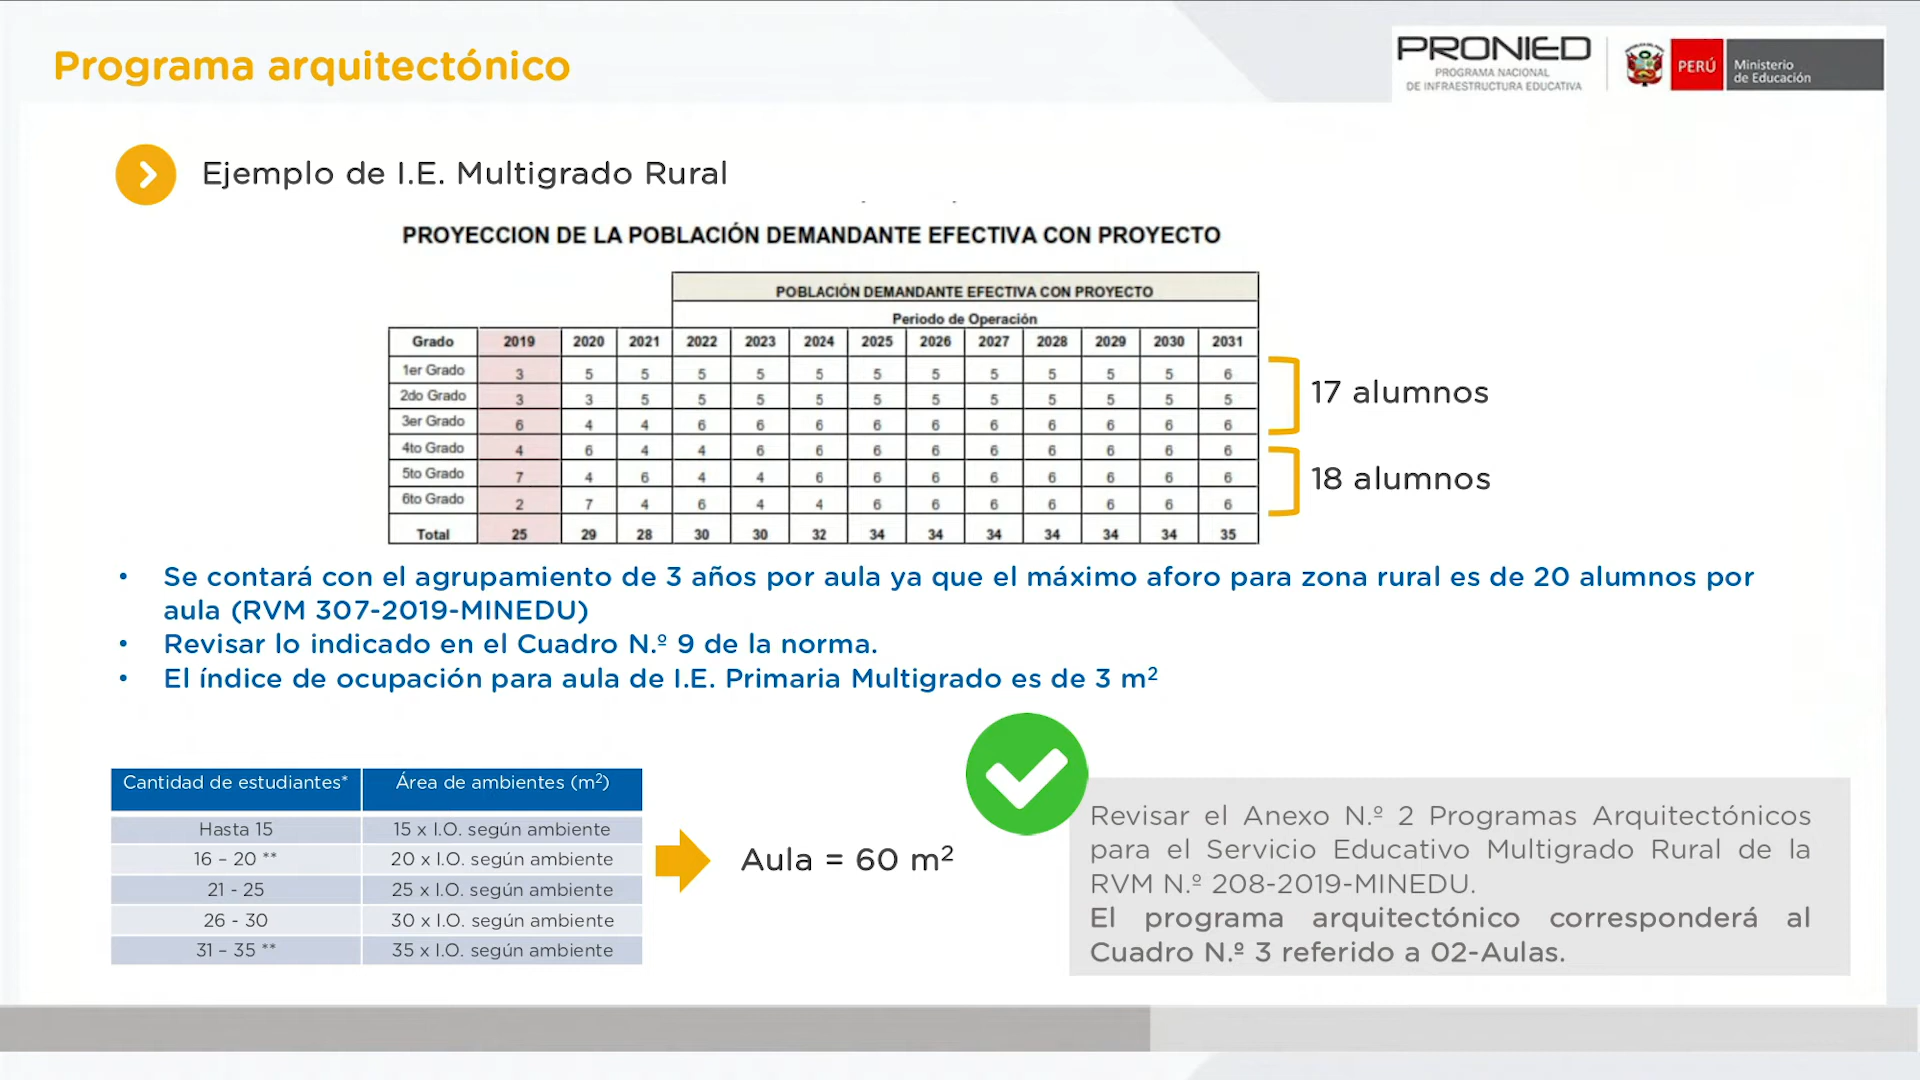 Programa arquitectónico
PRONIED
PROGRAMA NACIONAL
DE INFRAESTRUCTURA EDUCATIVA
PERÚ
Ministerio
de Educación
Ejemplo de I.E. Multigrado Rural
PROYECCION DE LA POBLACIÓN DEMANDANTE EFECTIVA CON PROYECTO
POBLACIÓN DEMANDANTE EFECTIVA CON PROYECTO
Periodo de Operación
Grado 2019 2020 2021 2022 2023 2024 2025 2026 2027 2028 2029 2030 2031
1er Grado 3 5 5 5 5 5 5 5 5 5 5 5 6
2do Grado 3 3 5 5 5 5 5 5 5 5 5 5 5
3er Grado 6 4 4 6 6 6 6 6 6 6 6 6 6
4to Grado 4 6 4 4 6 6 6 6 6 6 6 6 6
5to Grado 7 4 6 4 4 6 6 6 6 6 6 6 6
6to Grado 2 7 4 6 4 4 6 6 6 6 6 6 6
Total 25 29 28 30 30 32 34 34 34 34 34 34 35
17 alumnos
18 alumnos
• Se contará con el agrupamiento de 3 años por aula ya que el máximo aforo para zona rural es de 20 alumnos por
aula (RVM 307-2019-MINEDU)
• Revisar lo indicado en el Cuadro N.º 9 de la norma.
• El índice de ocupación para aula de I.E. Primaria Multigrado es de 3 m²
Cantidad de estudiantes* Área de ambientes (m²)
Hasta 15 15 x I.O. según ambiente
16 – 20 ** 20 x I.O. según ambiente
21 - 25 25 x I.O. según ambiente
26 - 30 30 x I.O. según ambiente
31 – 35 ** 35 x I.O. según ambiente
Aula = 60 m²
Revisar el Anexo N.º 2 Programas Arquitectónicos
para el Servicio Educativo Multigrado Rural de la
RVM N.º 208-2019-MINEDU.
El programa arquitectónico corresponderá al
Cuadro N.º 3 referido a 02-Aulas.